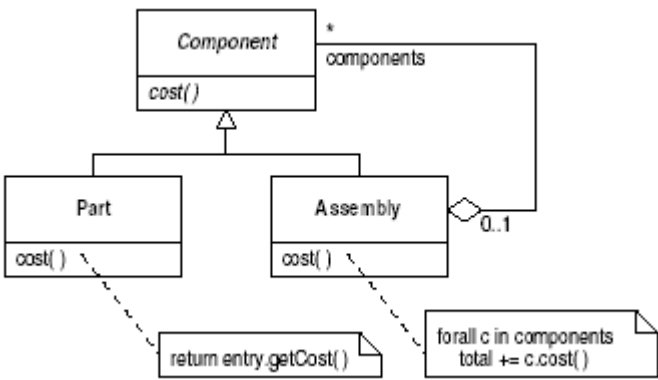 Component
*
components
cost( )
Part
Assembly
0..1
cost( )
cost( )
return entry.getCost( )
forall c in components
total += c.cost( )